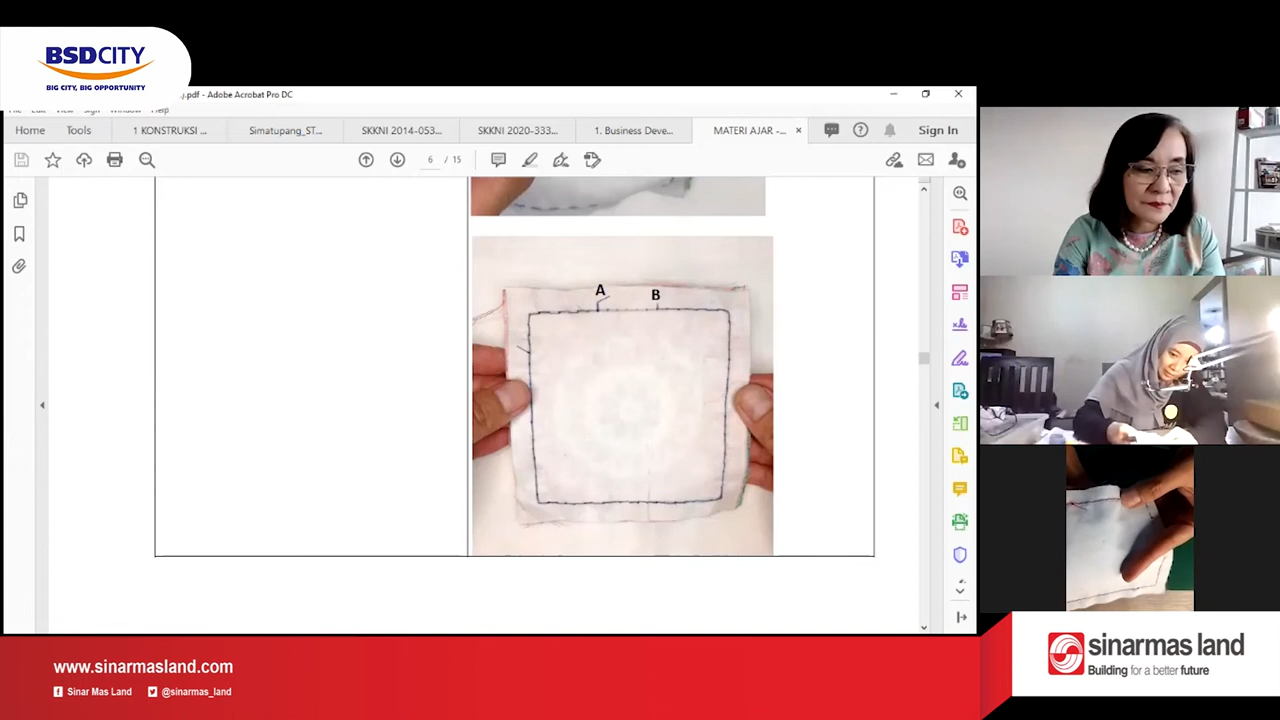 BSDCITY
BIG CITY, BIG OPPORTUNITY
.pdf - Adobe Acrobat Pro DC
Home
Tools
1 KONSTRUKSI ...
Simatupang_ST...
SKKNI 2014-053...
SKKNI 2020-333...
1. Business Deve...
MATERI AJAR -...
Sign In
6 / 15
A
B
www.sinarmasland.com
Sinar Mas Land
@sinarmas_land
sinarmas land
Building for a better future